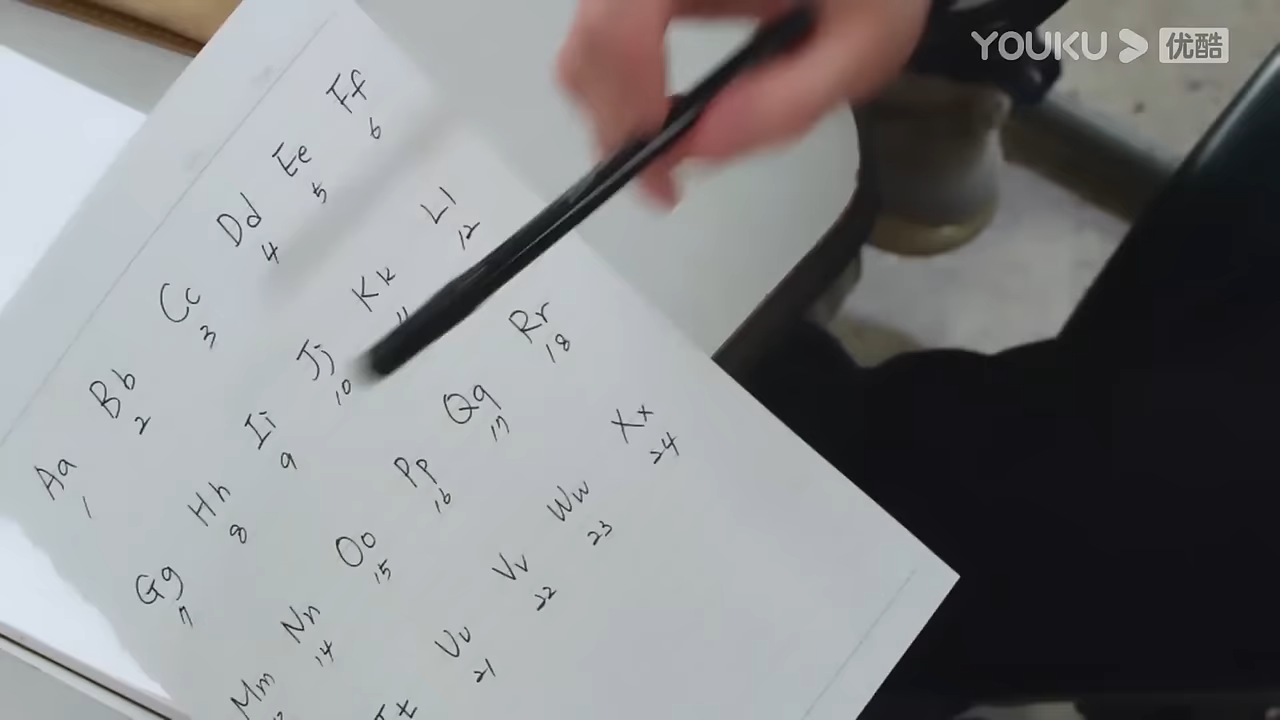 YOUKU 优酷
Aa Bb Cc Dd Ee Ff
1 2 3 4 5 6
Gg Hh Ii Jj Kk Ll
7 8 9 10 11 12
Mm Nn Oo Pp Qq Rr
14 15 16 17 18
Tt Uu Vv Ww Xx
21 22 23 24